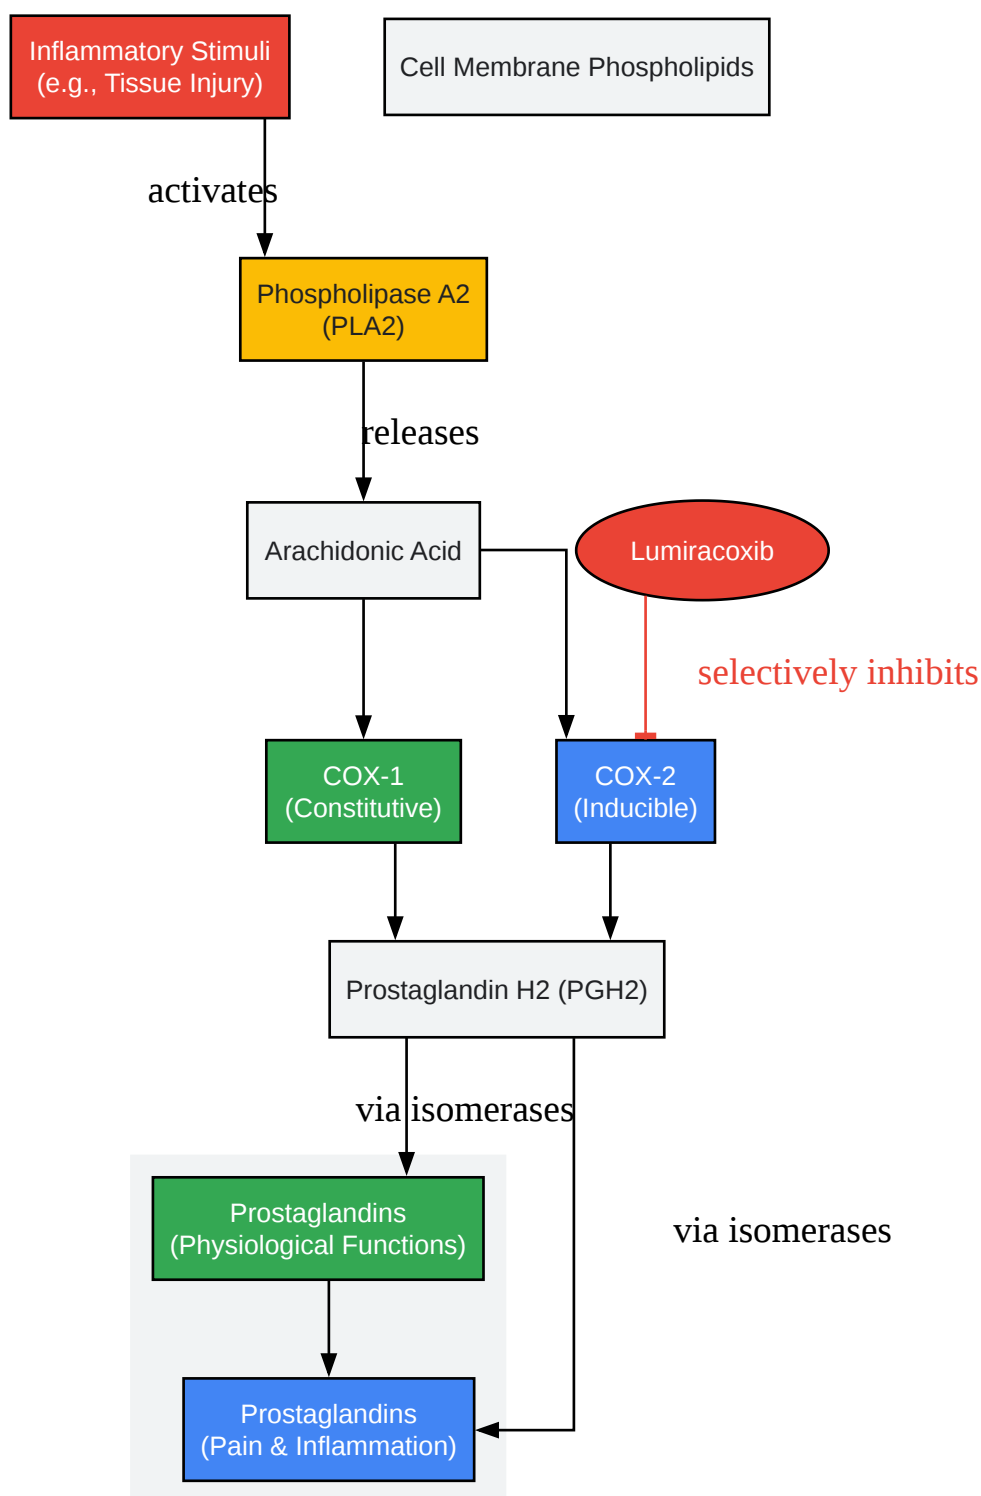 Inflammatory Stimuli
(e.g., Tissue Injury)
Cell Membrane Phospholipids
activates
Phospholipase A2
(PLA2)
releases
Arachidonic Acid
Lumiracoxib
selectively inhibits
COX-1
(Constitutive)
COX-2
(Inducible)
Prostaglandin H2 (PGH2)
via isomerases
Prostaglandins
(Physiological Functions)
via isomerases
Prostaglandins
(Pain & Inflammation)